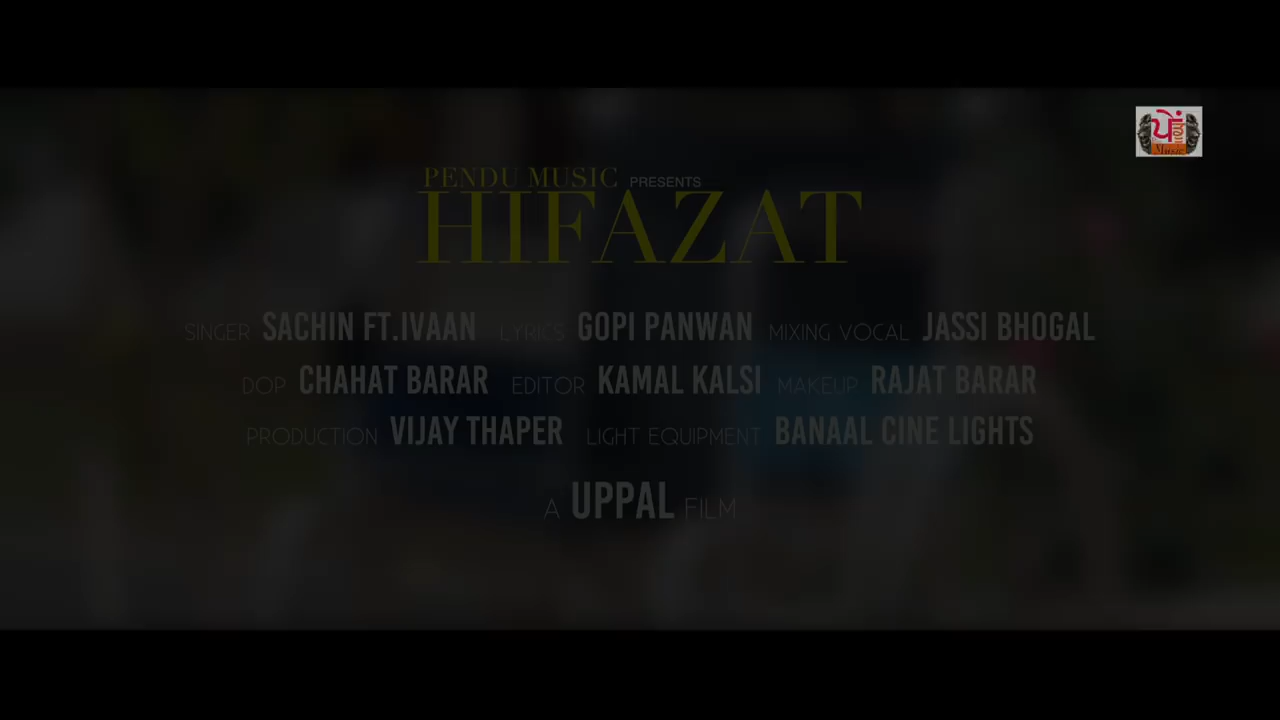 PENDU MUSIC PRESENTS
HIFAZAT
SINGER SACHIN FT.IVAAN LYRICS GOPI PANWAN MIXING VOCAL JASSI BHOGAL
DOP CHAHAT BARAR EDITOR KAMAL KALSI MAKEUP RAJAT BARAR
PRODUCTION VIJAY THAPER LIGHT EQUIPMENT BANAAL CINE LIGHTS
A UPPAL FILM
Music